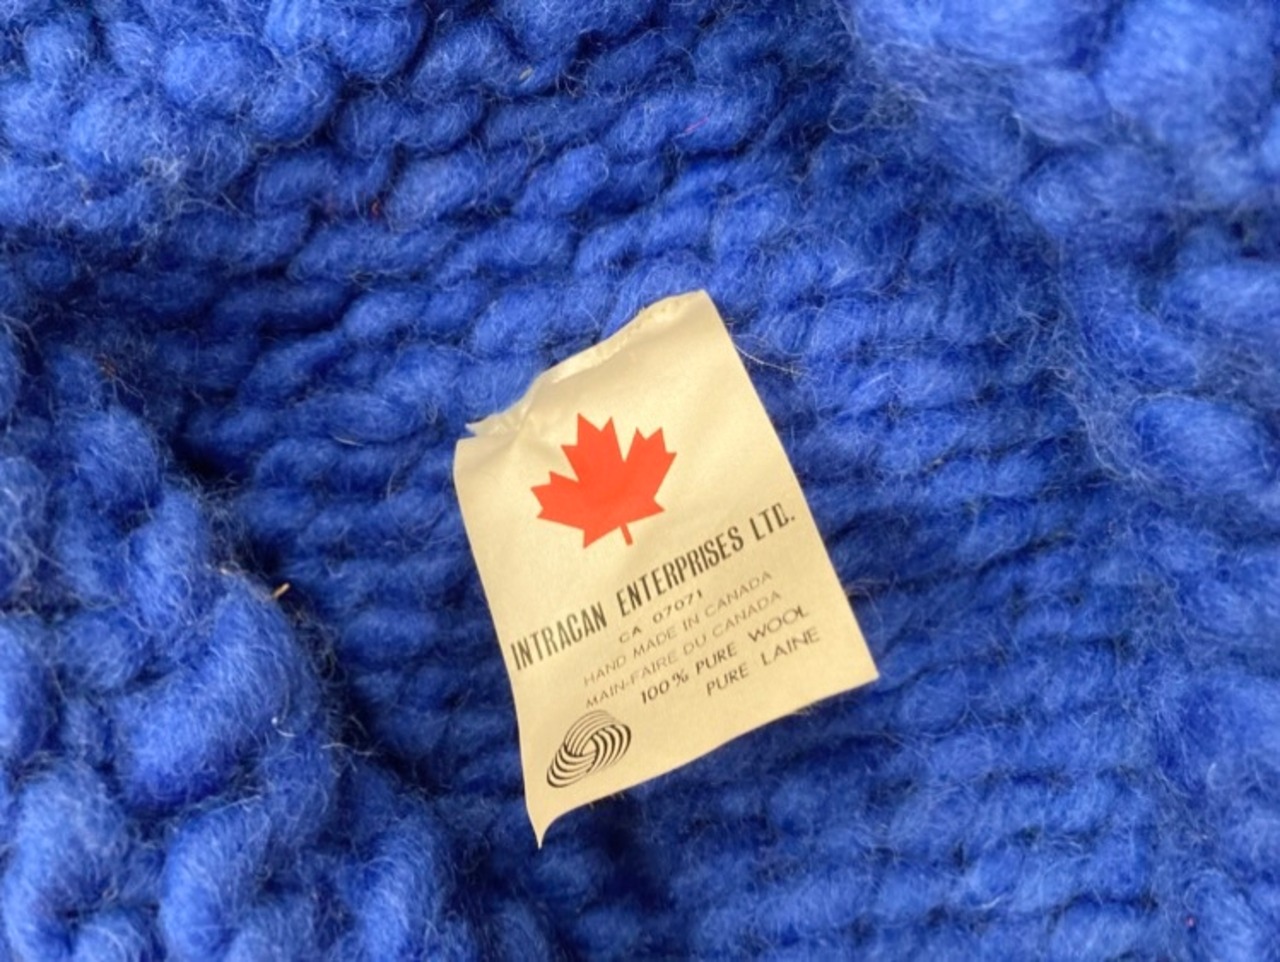 INTRACAN ENTERPRISES LTD.
CA 07071
HAND MADE IN CANADA
MAIN-FAIRE DU CANADA
100% PURE WOOL
PURE LAINE